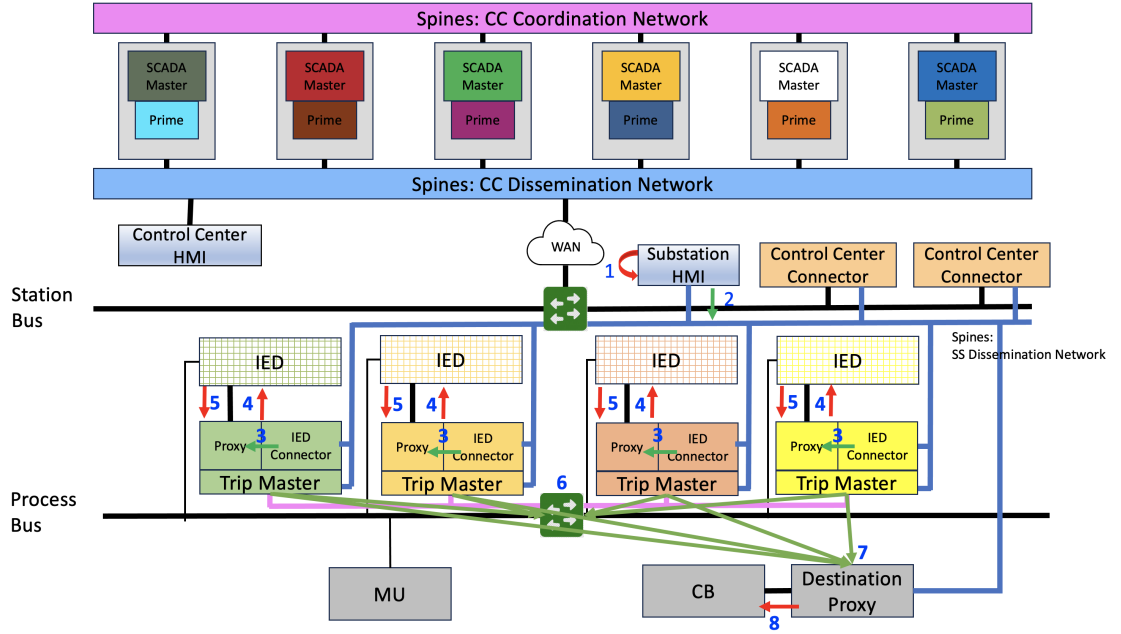 Spines: CC Coordination Network
SCADA
Master
Prime
SCADA
Master
Prime
SCADA
Master
Prime
SCADA
Master
Prime
SCADA
Master
Prime
SCADA
Master
Prime
Spines: CC Dissemination Network
Control Center
HMI
WAN
1
Substation
HMI
2
Control Center
Connector
Control Center
Connector
Station
Bus
Spines:
SS Dissemination Network
IED
5
4
3
Proxy
IED
Connector
Trip Master
IED
5
4
3
Proxy
IED
Connector
Trip Master
IED
5
4
3
Proxy
IED
Connector
Trip Master
IED
5
4
3
Proxy
IED
Connector
Trip Master
Process
Bus
6
7
MU
CB
Destination
Proxy
8